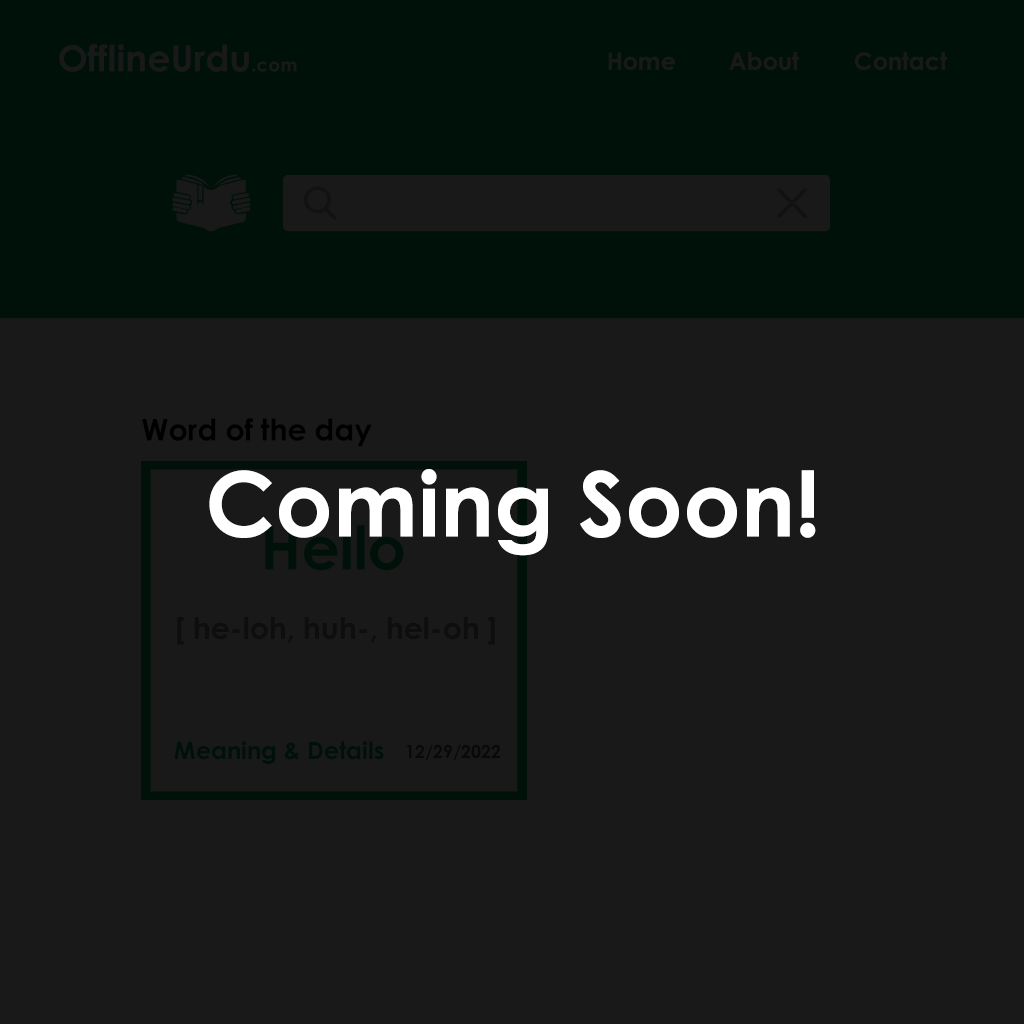 OfflineUrdu.com
Home About Contact
Word of the day
Coming Soon!
Hello
[ he-loh, huh-, hel-oh ]
Meaning & Details 12/29/2022